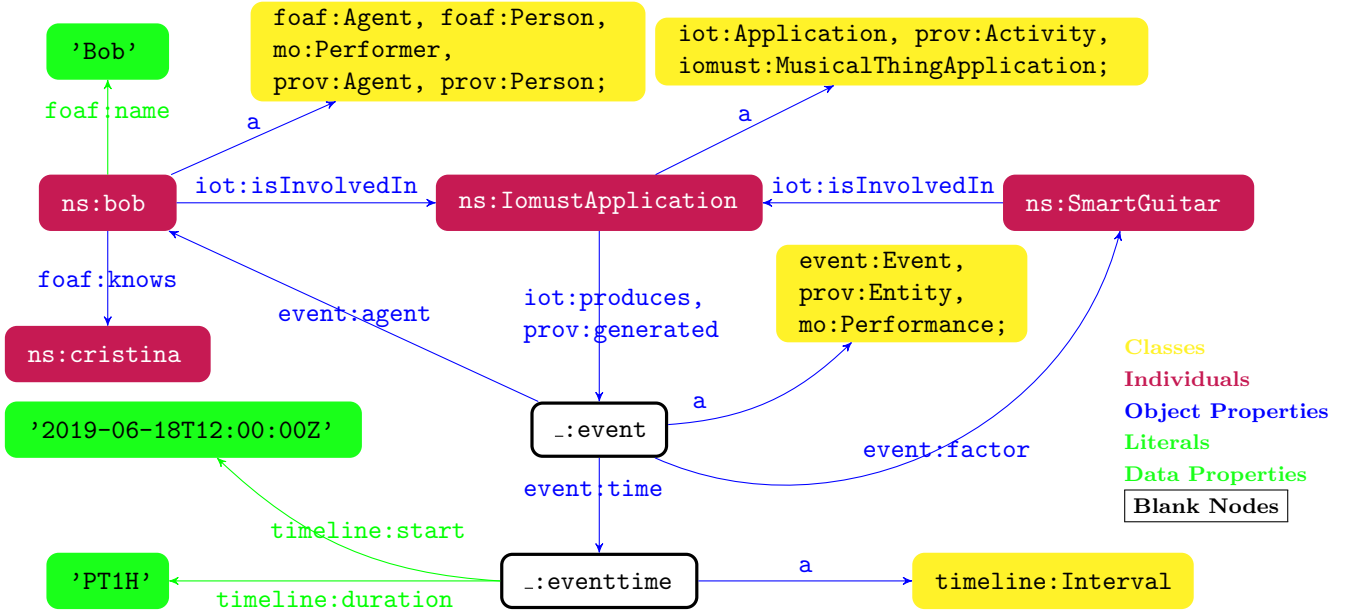 foaf:Agent, foaf:Person,
mo:Performer,
prov:Agent, prov:Person;
iot:Application, prov:Activity,
iomust:MusicalThingApplication;
’Bob’
foaf:name
a
a
ns:bob
iot:isInvolvedIn
ns:IomustApplication
iot:isInvolvedIn
ns:SmartGuitar
foaf:knows
event:agent
iot:produces,
prov:generated
event:Event,
prov:Entity,
mo:Performance;
ns:cristina
Classes
Individuals
Object Properties
Literals
Data Properties
Blank Nodes
’2019-06-18T12:00:00Z’
_:event
a
event:factor
event:time
timeline:start
’PT1H’
timeline:duration
_:eventtime
a
timeline:Interval